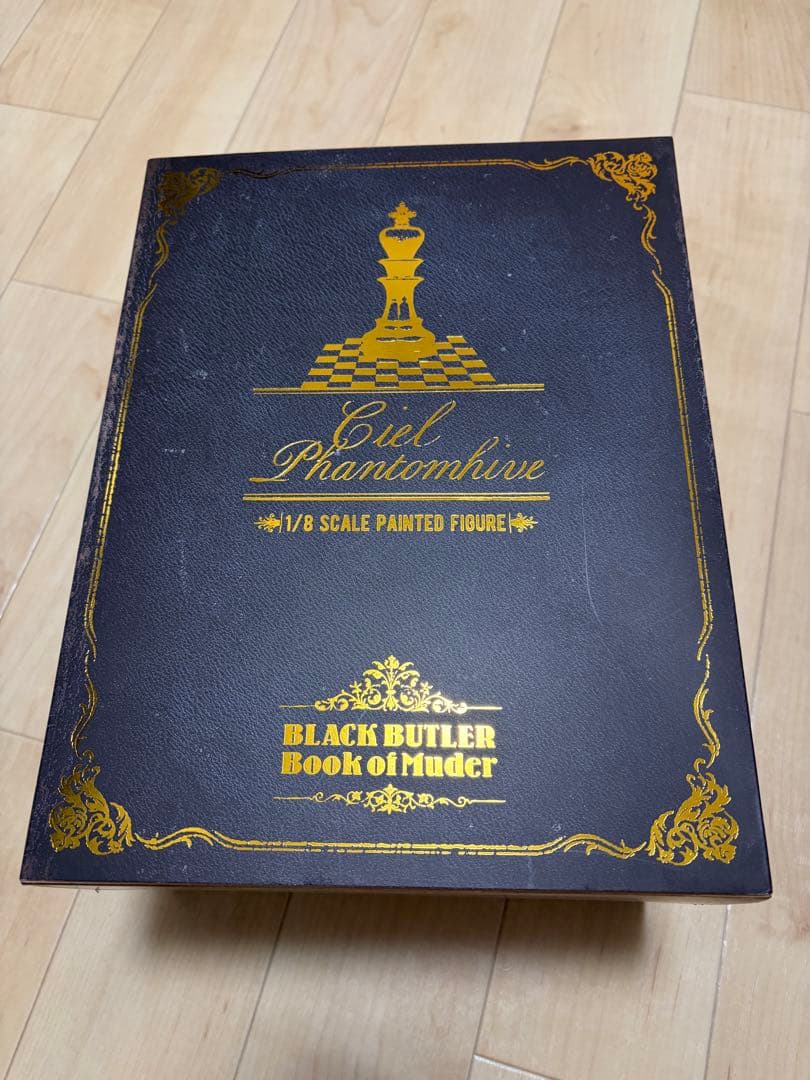 Ciel
Phantomhive
1/8 SCALE PAINTED FIGURE
BLACK BUTLER
Book of Muder